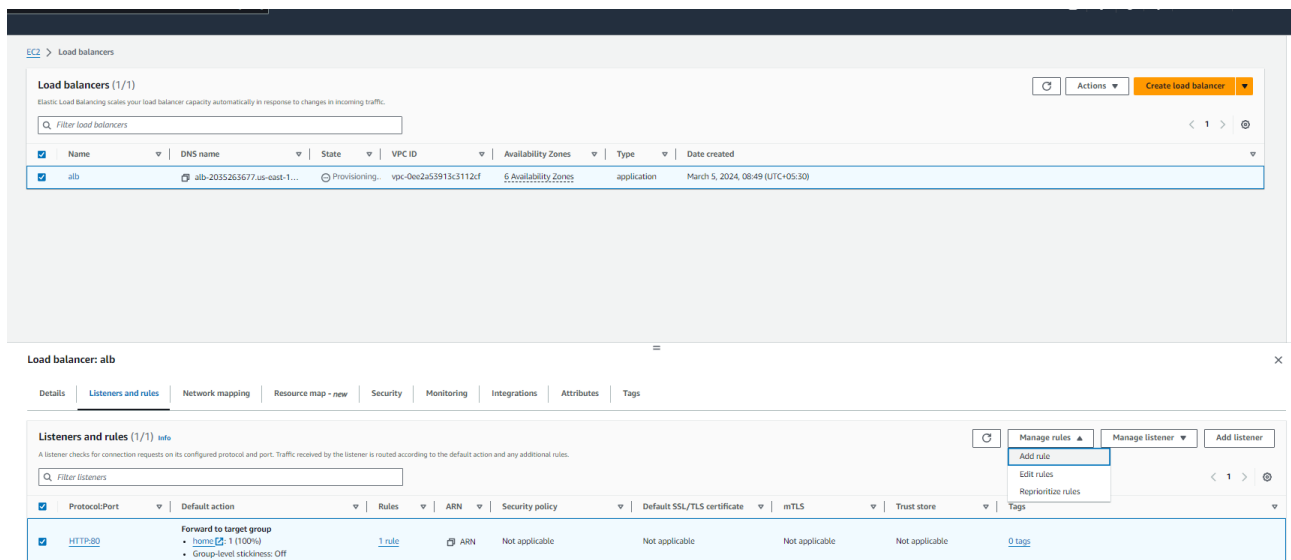 EC2 > Load balancers
Load balancers (1/1)
Actions
Create load balancer
Elastic Load Balancing scales your load balancer capacity automatically in response to changes in incoming traffic.
Filter load balancers
1
Name DNS name State VPC ID Availability Zones Type Date created
alb alb-2035263677.us-east-1... Provisioning.. vpc-0ee2a53913c3112cf 6 Availability Zones application March 5, 2024, 08:49 (UTC+05:30)
Load balancer: alb
Details Listeners and rules Network mapping Resource map - new Security Monitoring Integrations Attributes Tags
Listeners and rules (1/1) Info
Manage rules Manage listener Add listener
A listener checks for connection requests on its configured protocol and port. Traffic received by the listener is routed according to the default action and any additional rules.
Add rule
Filter listeners
Edit rules
1
Reprioritize rules
Protocol:Port Default action Rules ARN Security policy Default SSL/TLS certificate mTLS Trust store Tags
Forward to target group
HTTP:80 • home : 1 (100%) 1 rule ARN Not applicable Not applicable Not applicable Not applicable 0 tags
• Group-level stickiness: Off